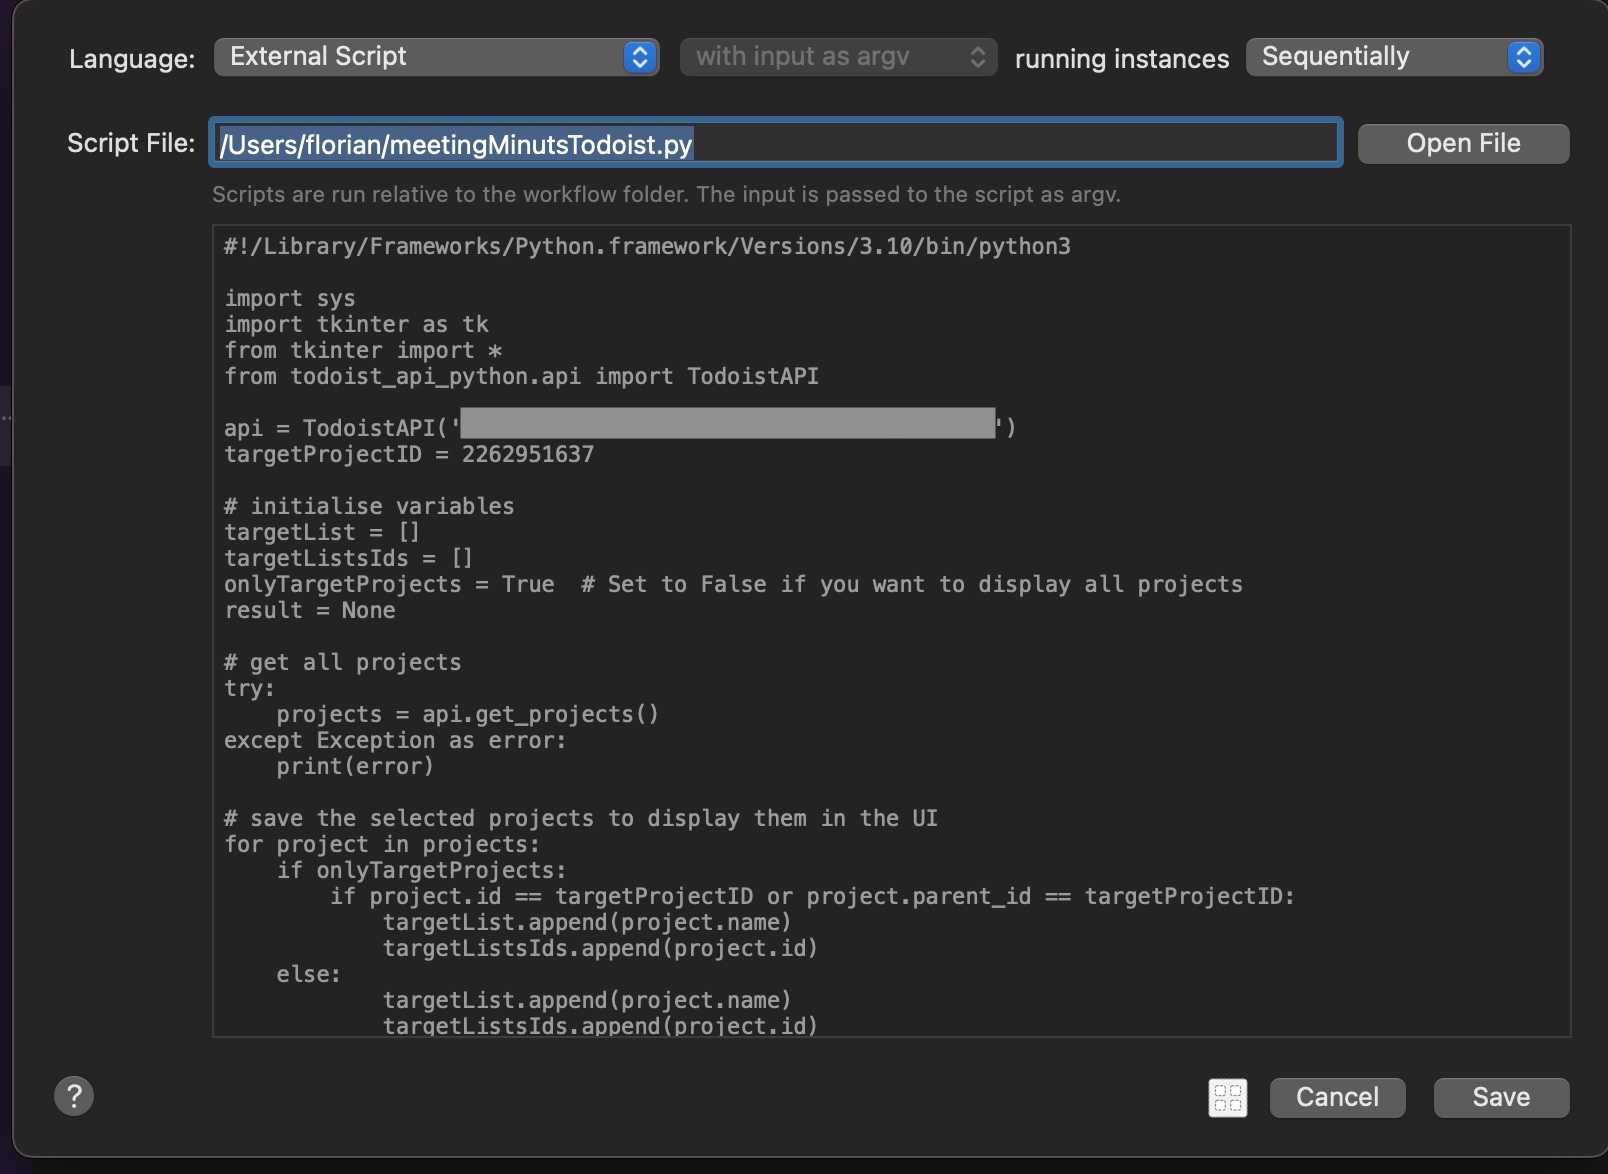 Language: External Script with input as argv running instances Sequentially
Script File: /Users/florian/meetingMinutsTodoist.py Open File
Scripts are run relative to the workflow folder. The input is passed to the script as argv.
#!/Library/Frameworks/Python.framework/Versions/3.10/bin/python3
import sys
import tkinter as tk
from tkinter import *
from todoist_api_python.api import TodoistAPI
api = TodoistAPI('')
targetProjectID = 2262951637
# initialise variables
targetList = []
targetListsIds = []
onlyTargetProjects = True  # Set to False if you want to display all projects
result = None
# get all projects
try:
    projects = api.get_projects()
except Exception as error:
    print(error)
# save the selected projects to display them in the UI
for project in projects:
    if onlyTargetProjects:
        if project.id == targetProjectID or project.parent_id == targetProjectID:
            targetList.append(project.name)
            targetListsIds.append(project.id)
    else:
            targetList.append(project.name)
            targetListsIds.append(project.id)
? Cancel Save